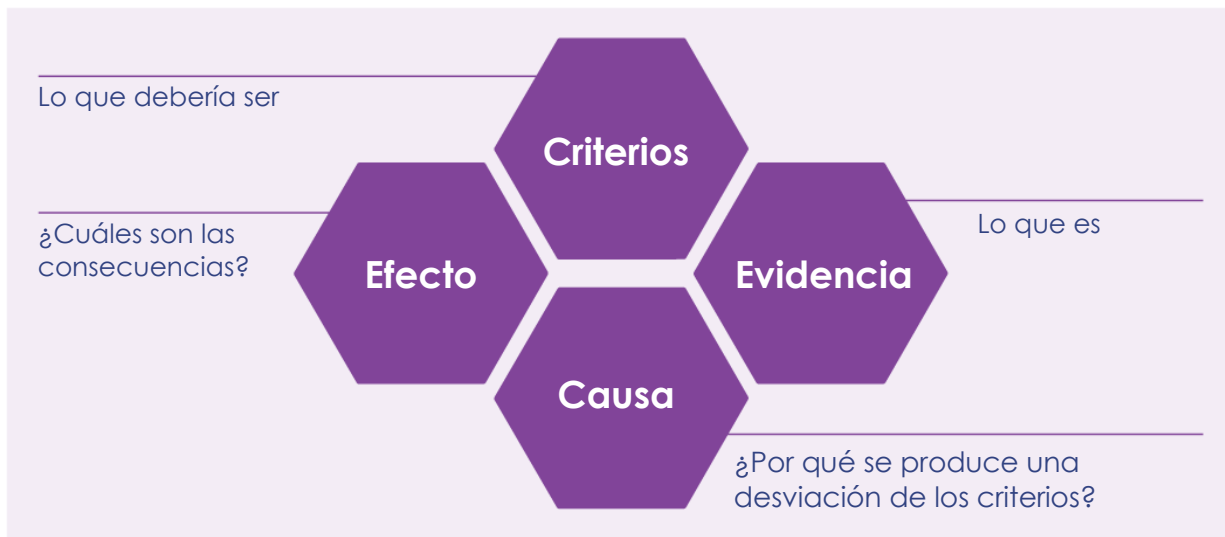 Lo que debería ser
Criterios
¿Cuáles son las
consecuencias?
Efecto
Evidencia
Lo que es
Causa
¿Por qué se produce una
desviación de los criterios?